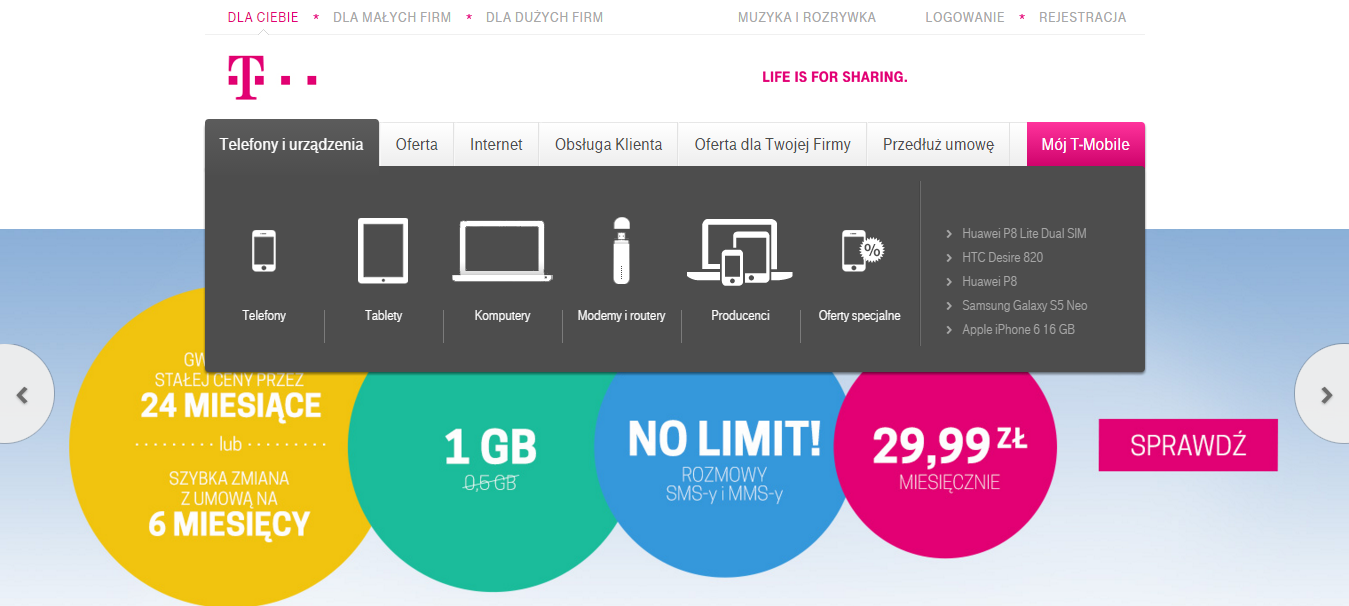 DLA CIEBIE * DLA MAŁYCH FIRM * DLA DUŻYCH FIRM MUZYKA I ROZRYWKA LOGOWANIE * REJESTRACJA
T
LIFE IS FOR SHARING.
Telefony i urządzenia Oferta Internet Obsługa Klienta Oferta dla Twojej Firmy Przedłuż umowę Mój T-Mobile
%
Telefony Tablety Komputery Modemy i routery Producenci Oferty specjalne
Huawei P8 Lite Dual SIM
HTC Desire 820
Huawei P8
Samsung Galaxy S5 Neo
Apple iPhone 6 16 GB
STAŁEJ CENY PRZEZ
24 MIESIĄCE
lub
SZYBKA ZMIANA
Z UMOWĄ NA
6 MIESIĘCY
1 GB
0,5 GB
NO LIMIT!
ROZMOWY
SMS-y i MMS-y
29,99 ZŁ
MIESIĘCZNIE
SPRAWDŹ